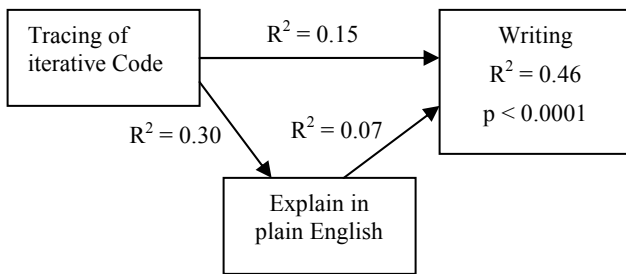 Tracing of
iterative Code
R² = 0.15
Writing
R² = 0.46
p < 0.0001
R² = 0.30
R² = 0.07
Explain in
plain English